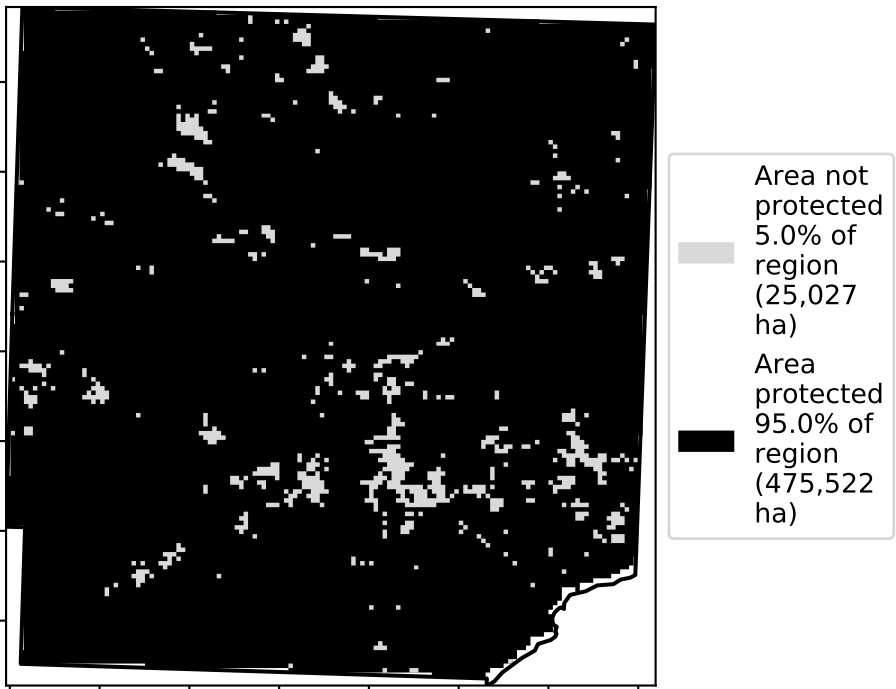 Area not
protected
5.0% of
region
(25,027
ha)
Area
protected
95.0% of
region
(475,522
ha)